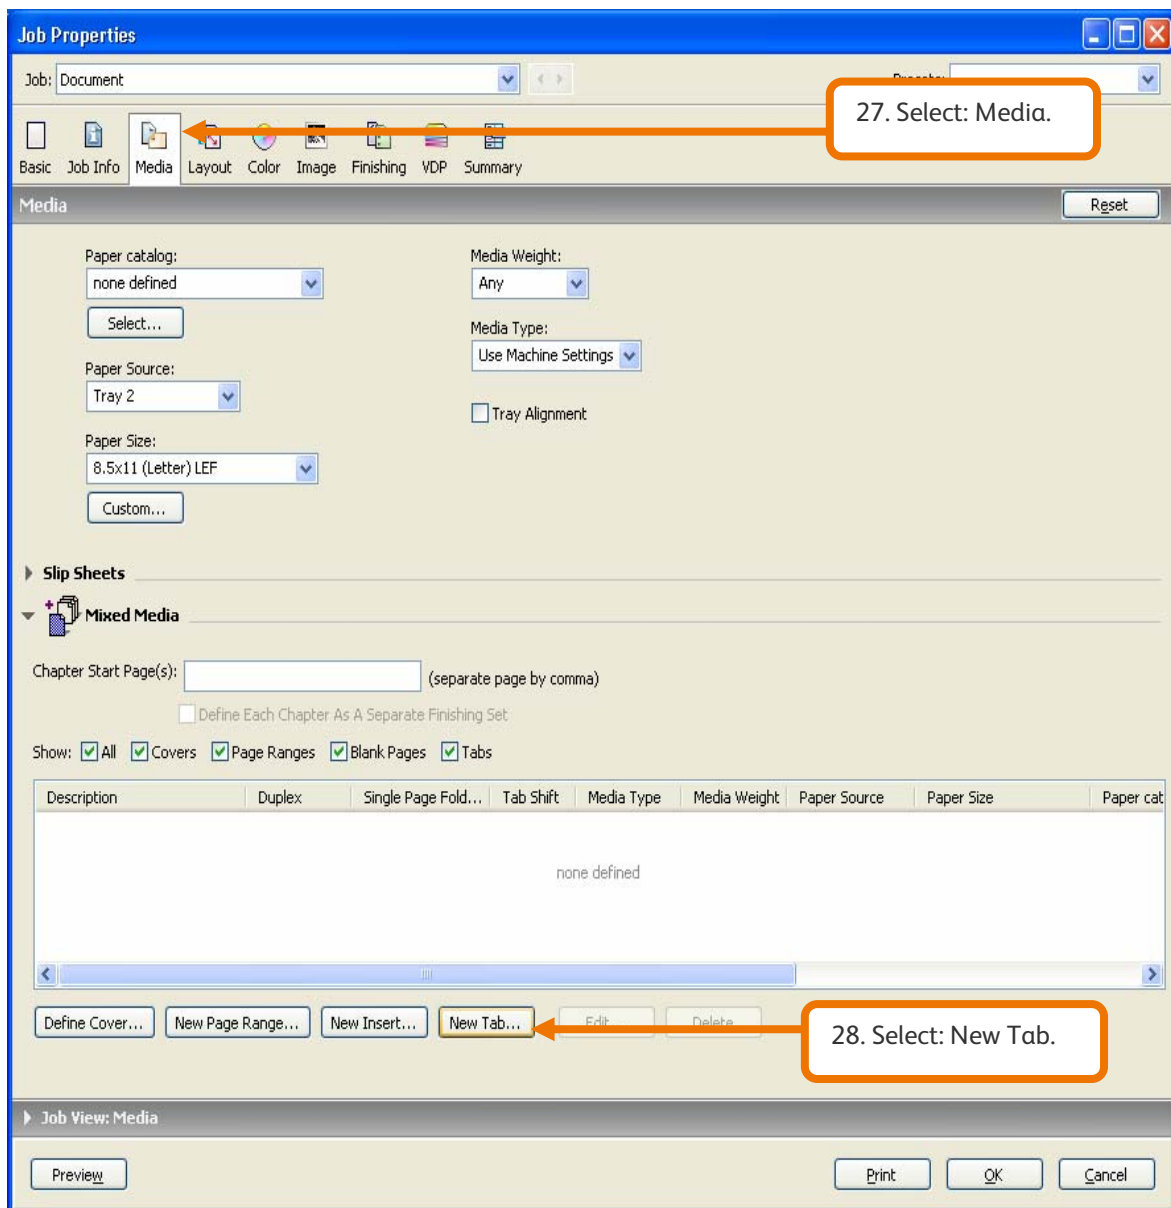 Job Properties
Job: Document
27. Select: Media.
Basic Job Info Media Layout Color Image Finishing VDP Summary
Media Reset
Paper catalog:
none defined
Select...
Paper Source:
Tray 2
Paper Size:
8.5x11 (Letter) LEF
Custom...
Media Weight:
Any
Media Type:
Use Machine Settings
Tray Alignment
Slip Sheets
Mixed Media
Chapter Start Page(s): (separate page by comma)
Define Each Chapter As A Separate Finishing Set
Show: All Covers Page Ranges Blank Pages Tabs
Description Duplex Single Page Fold... Tab Shift Media Type Media Weight Paper Source Paper Size Paper cat
none defined
Define Cover... New Page Range... New Insert... New Tab... Edit... Delete
28. Select: New Tab.
Job View: Media
Preview Print OK Cancel